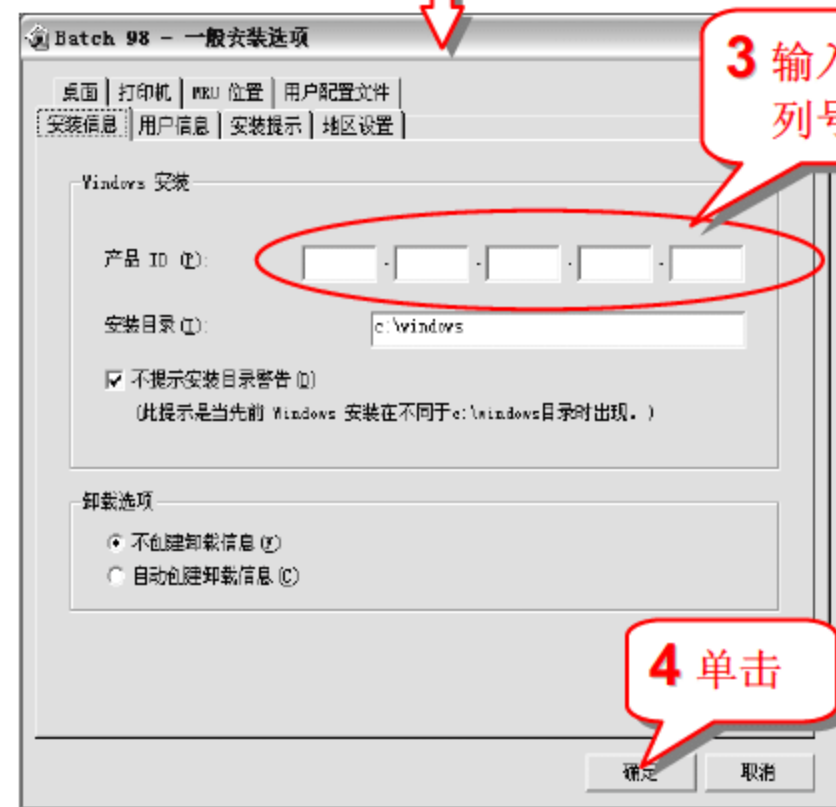 Batch 98 - 一般安装选项
3 输入
列号
桌面 打印机 MRU 位置 用户配置文件
安装信息 用户信息 安装提示 地区设置
Windows 安装
产品 ID (P):
- - - -
安装目录(I): c:\windows
不提示安装目录警告(D)
(此提示是当先前 Windows 安装在不同于c:\windows目录时出现。)
卸载选项
不创建卸载信息(F)
自动创建卸载信息(C)
4 单击
确定 取消